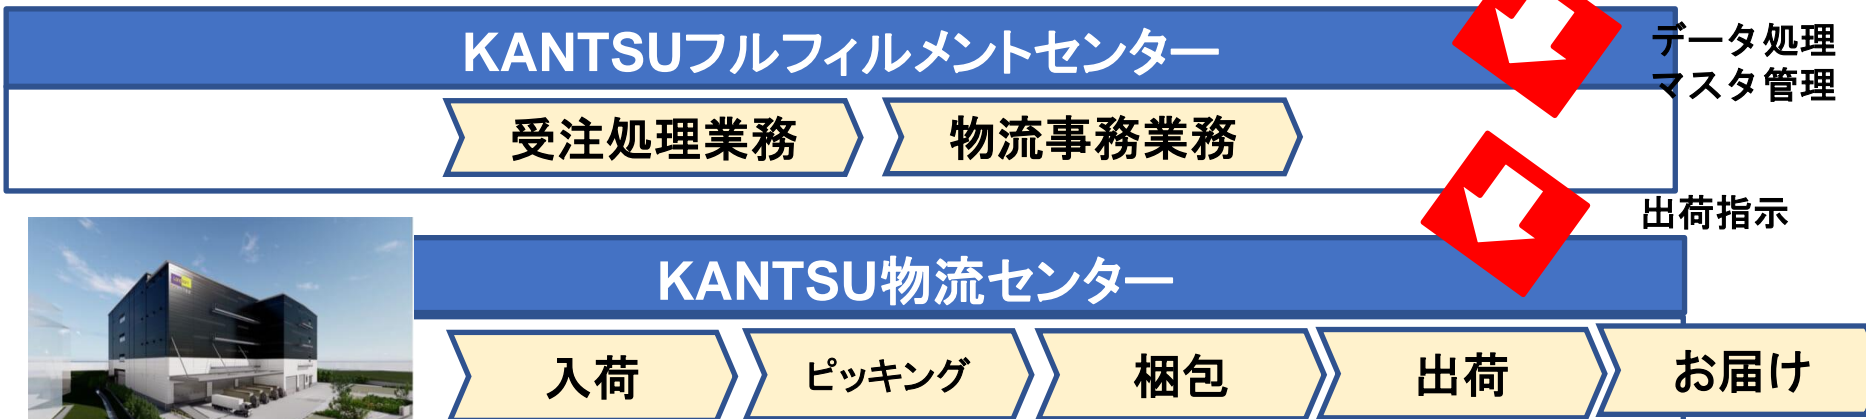 KANTSUフルフィルメントセンター
データ処理
マスタ管理
受注処理業務
物流事務業務
出荷指示
KANTSU物流センター
入荷
ピッキング
梱包
出荷
お届け